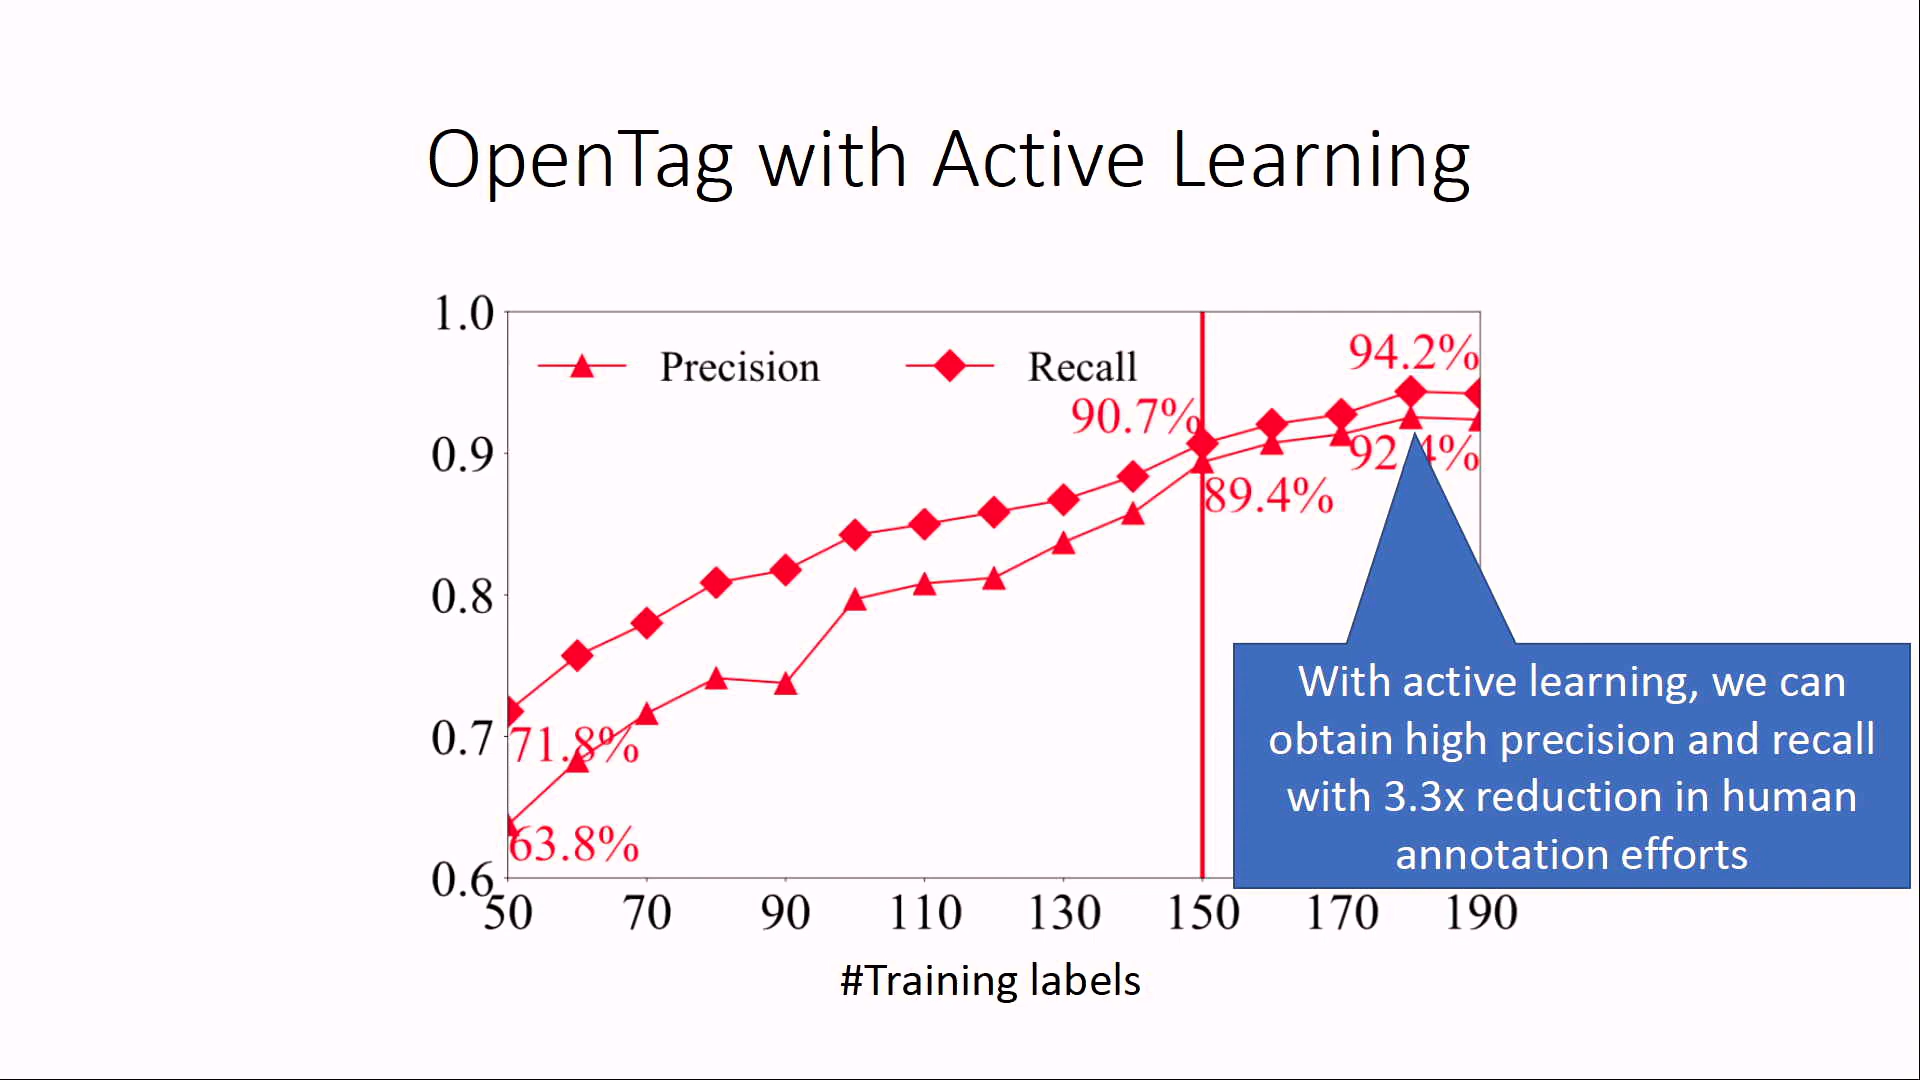 OpenTag with Active Learning
1.0
Precision
Recall
94.2%
90.7%
0.9
92.4%
89.4%
0.8
With active learning, we can
obtain high precision and recall
with 3.3x reduction in human
annotation efforts
0.7
71.8%
63.8%
0.6
50 70 90 110 130 150 170 190
#Training labels